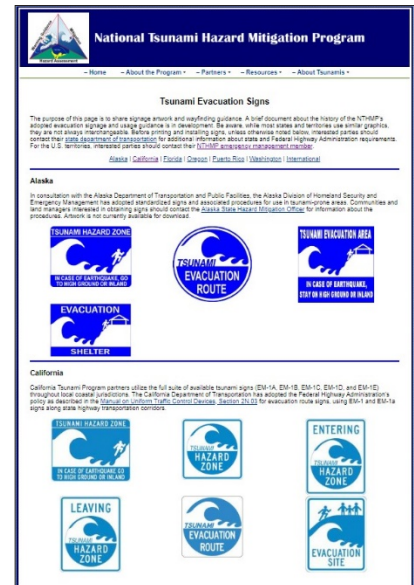 National Tsunami Hazard Mitigation Program
Hazard Assessment
– Home – About the Program – Partners – Resources – About Tsunamis
Tsunami Evacuation Signs
The purpose of this page is to share signage artwork and wayfinding guidance. A brief document about the history of the NTHMP's
adopted evacuation signage and usage guidance is in development. Be aware, while most states and territories use similar graphics,
they are not always interchangeable. Before printing and installing signs, unless otherwise noted below, interested parties should
contact their state department of transportation for additional information about state and Federal Highway Administration requirements.
For the U.S. territories, interested parties should contact their NTHMP emergency management member.
Alaska | California | Florida | Oregon | Puerto Rico | Washington | International
Alaska
In consultation with the Alaska Department of Transportation and Public Facilities, the Alaska Division of Homeland Security and
Emergency Management has adopted standardized signs and associated procedures for use in tsunami-prone areas. Communities and
land managers interested in obtaining signs should contact the Alaska State Hazard Mitigation Officer for information about the
procedures. Artwork is not currently available for download.
TSUNAMI HAZARD ZONE
IN CASE OF EARTHQUAKE, GO
TO HIGH GROUND OR INLAND
TSUNAMI
EVACUATION
ROUTE
TSUNAMI EVACUATION AREA
IN CASE OF EARTHQUAKE,
STAY ON HIGH GROUND OR INLAND
EVACUATION
SHELTER
California
California Tsunami Program partners utilize the full suite of available tsunami signs (EM-1A, EM-1B, EM-1C, EM-1D, and EM-1E)
throughout local coastal jurisdictions. The California Department of Transportation has adopted the Federal Highway Administration's
policy as described in the Manual on Uniform Traffic Control Devices, Section 2N.03 for evacuation route signs, using EM-1 and EM-1a
signs along state highway transportation corridors.
TSUNAMI HAZARD ZONE
IN CASE OF EARTHQUAKE GO
TO HIGH GROUND OR INLAND
TSUNAMI
HAZARD
ZONE
ENTERING
TSUNAMI
HAZARD
ZONE
LEAVING
TSUNAMI
HAZARD
ZONE
TSUNAMI
EVACUATION
ROUTE
EVACUATION
SITE